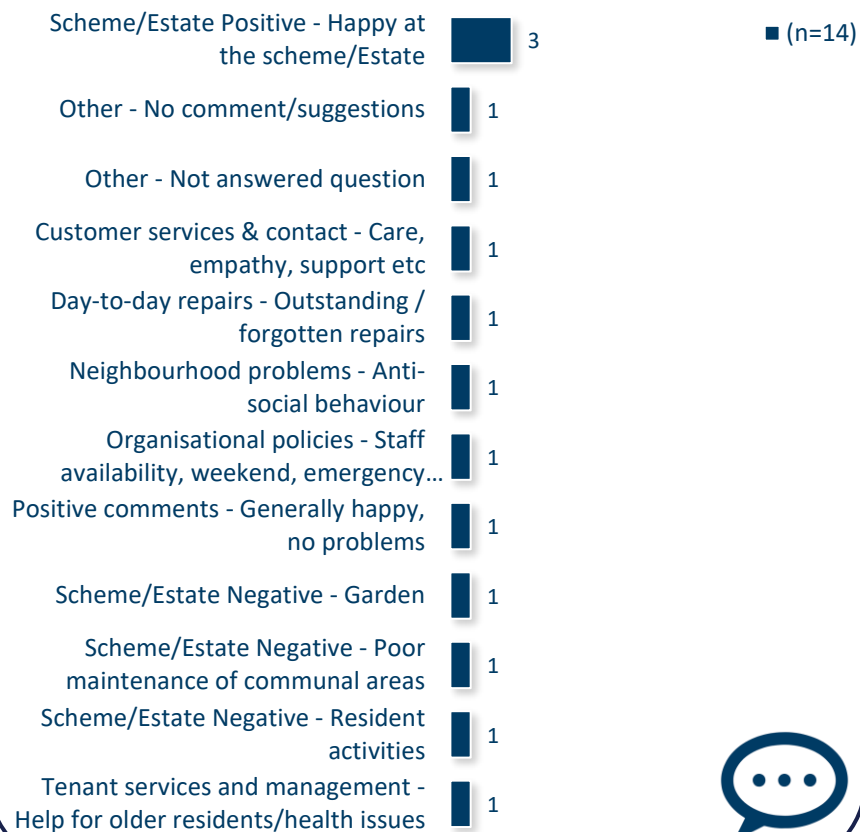 Scheme/Estate Positive - Happy at
the scheme/Estate
3
(n=14)
Other - No comment/suggestions
1
Other - Not answered question
1
Customer services & contact - Care,
empathy, support etc
1
Day-to-day repairs - Outstanding /
forgotten repairs
1
Neighbourhood problems - Anti-
social behaviour
1
Organisational policies - Staff
availability, weekend, emergency…
1
Positive comments - Generally happy,
no problems
1
Scheme/Estate Negative - Garden
1
Scheme/Estate Negative - Poor
maintenance of communal areas
1
Scheme/Estate Negative - Resident
activities
1
Tenant services and management -
Help for older residents/health issues
1